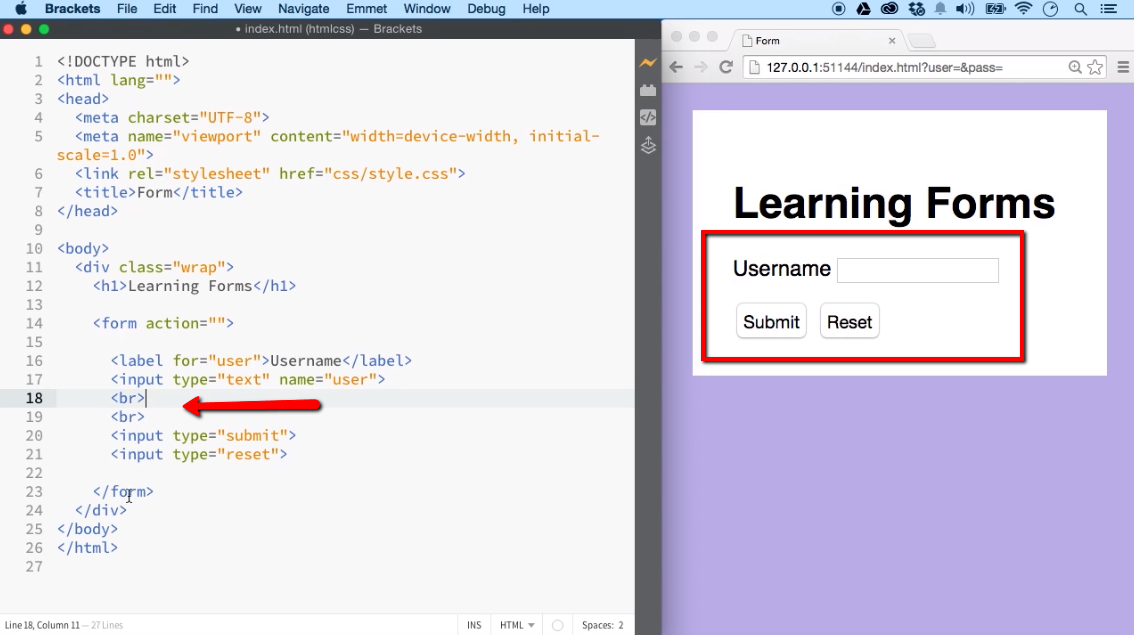 Brackets File Edit Find View Navigate Emmet Window Debug Help
• index.html (htmlcss) — Brackets
1 <!DOCTYPE html>
2 <html lang="">
3 <head>
4 <meta charset="UTF-8">
5 <meta name="viewport" content="width=device-width, initial-
scale=1.0">
6 <link rel="stylesheet" href="css/style.css">
7 <title>Form</title>
8 </head>
9
10 <body>
11 <div class="wrap">
12 <h1>Learning Forms</h1>
13
14 <form action="">
15
16 <label for="user">Username</label>
17 <input type="text" name="user">
18 <br>
19 <br>
20 <input type="submit">
21 <input type="reset">
22
23 </form>
24 </div>
25 </body>
26 </html>
27
Line 18, Column 11 — 27 Lines
INS HTML Spaces: 2
Form
127.0.0.1:51144/index.html?user=&pass=
Learning Forms
Username
Submit Reset